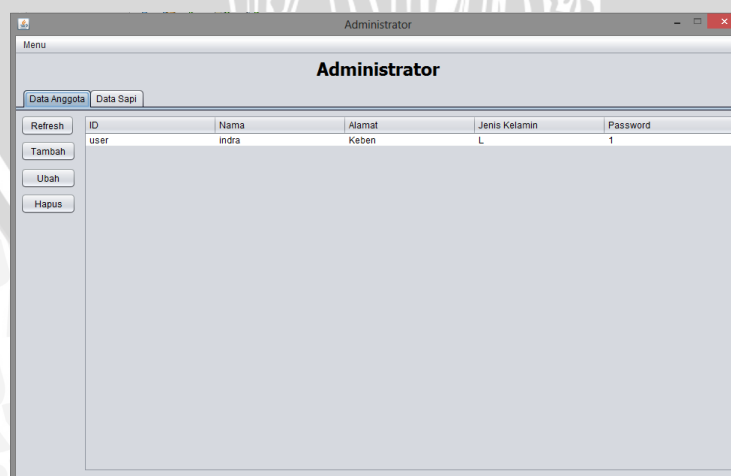 Administrator
Menu
Administrator
Data Anggota Data Sapi
Refresh
Tambah
Ubah
Hapus
ID Nama Alamat Jenis Kelamin Password
user indra Keben L 1